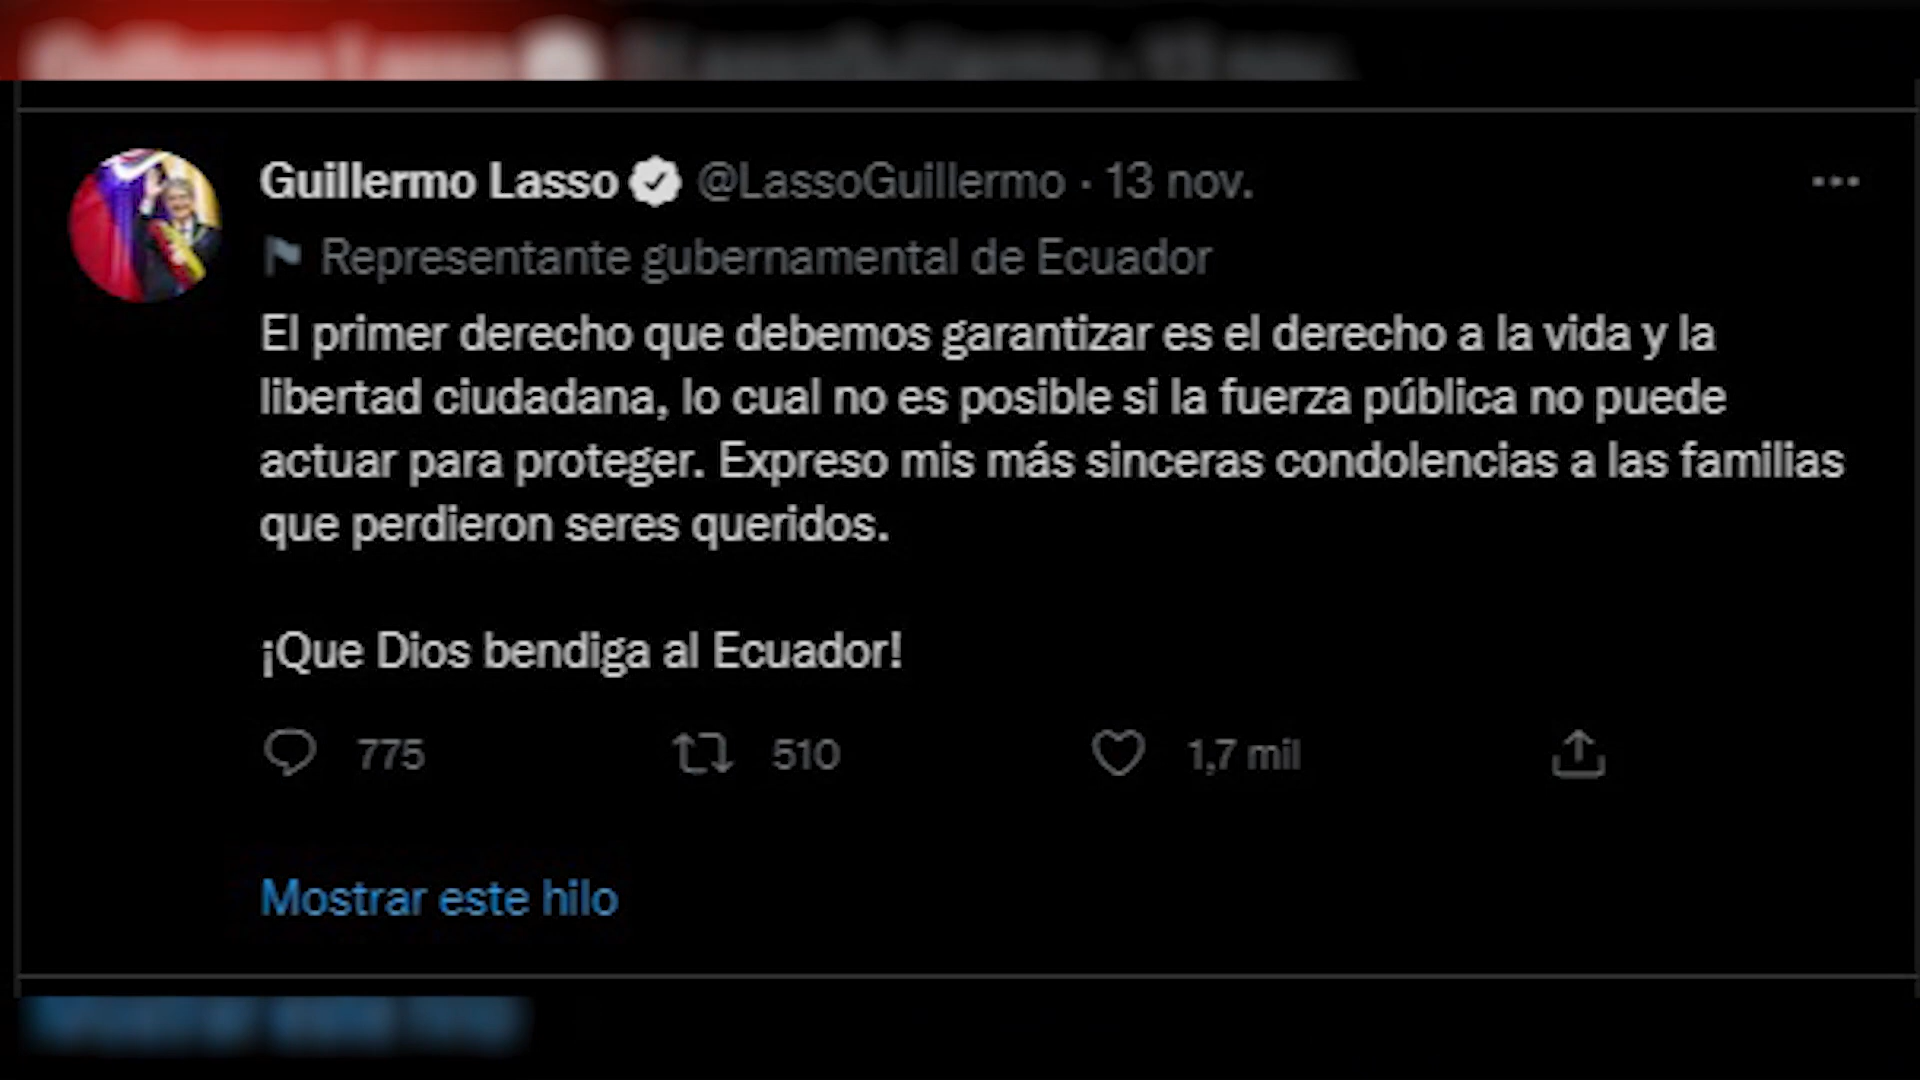 Guillermo Lasso @LassoGuillermo · 13 nov.
Representante gubernamental de Ecuador
El primer derecho que debemos garantizar es el derecho a la vida y la
libertad ciudadana, lo cual no es posible si la fuerza pública no puede
actuar para proteger. Expreso mis más sinceras condolencias a las familias
que perdieron seres queridos.
¡Que Dios bendiga al Ecuador!
775 510 1,7 mil
Mostrar este hilo